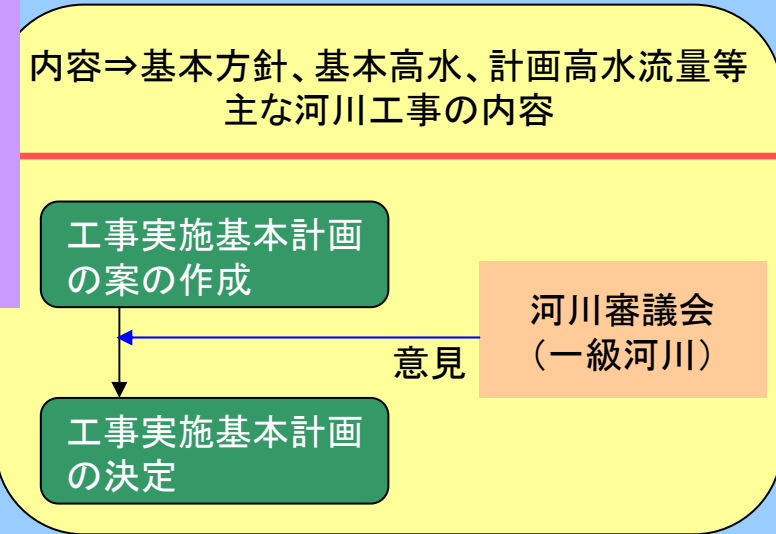 内容⇒基本方針、基本高水、計画高水流量等
主な河川工事の内容
工事実施基本計画
の案の作成
河川審議会
（一級河川）
意見
工事実施基本計画
の決定